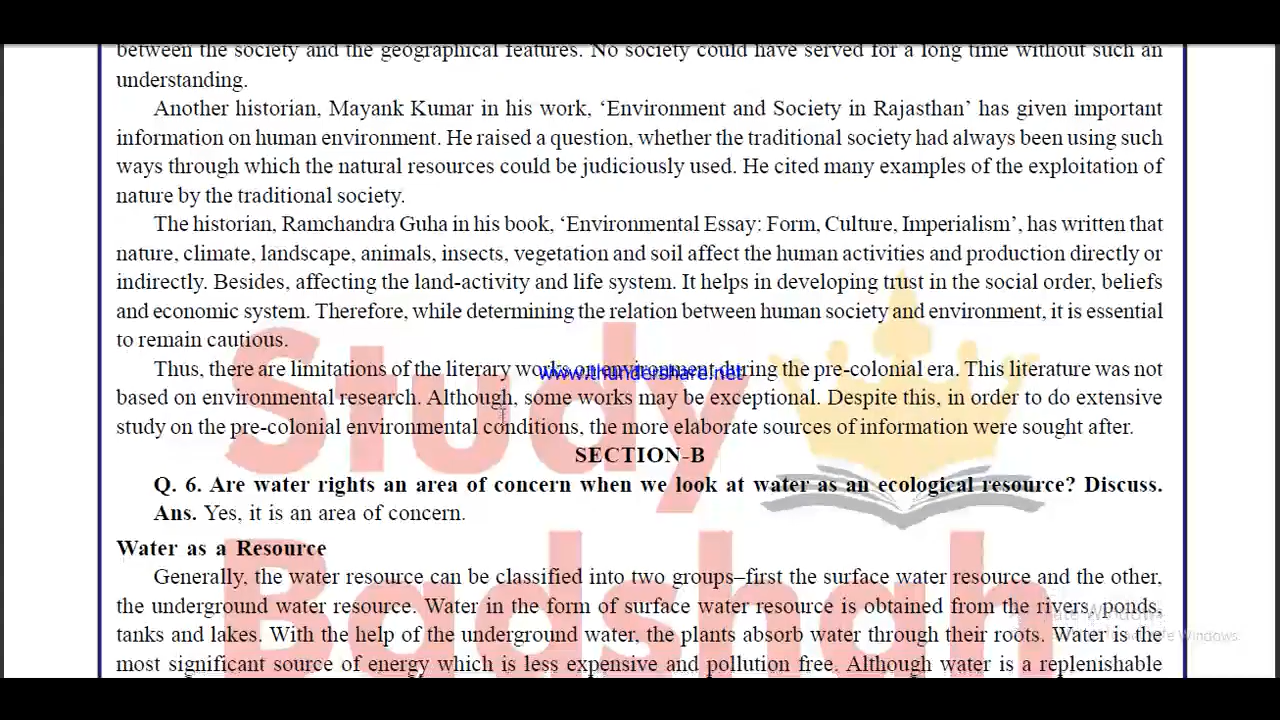 between the society and the geographical features. No society could have served for a long time without such an
understanding.
Another historian, Mayank Kumar in his work, ‘Environment and Society in Rajasthan’ has given important
information on human environment. He raised a question, whether the traditional society had always been using such
ways through which the natural resources could be judiciously used. He cited many examples of the exploitation of
nature by the traditional society.
The historian, Ramchandra Guha in his book, ‘Environmental Essay: Form, Culture, Imperialism’, has written that
nature, climate, landscape, animals, insects, vegetation and soil affect the human activities and production directly or
indirectly. Besides, affecting the land-activity and life system. It helps in developing trust in the social order, beliefs
and economic system. Therefore, while determining the relation between human society and environment, it is essential
to remain cautious.
Thus, there are limitations of the literary works on environment during the pre-colonial era. This literature was not
www.thundershare.net
based on environmental research. Although, some works may be exceptional. Despite this, in order to do extensive
study on the pre-colonial environmental conditions, the more elaborate sources of information were sought after.
Study
SECTION-B
Q. 6. Are water rights an area of concern when we look at water as an ecological resource? Discuss.
Ans. Yes, it is an area of concern.
Water as a Resource
Generally, the water resource can be classified into two groups–first the surface water resource and the other,
the underground water resource. Water in the form of surface water resource is obtained from the rivers, ponds,
tanks and lakes. With the help of the underground water, the plants absorb water through their roots. Water is the
most significant source of energy which is less expensive and pollution free. Although water is a replenishable
Badshah